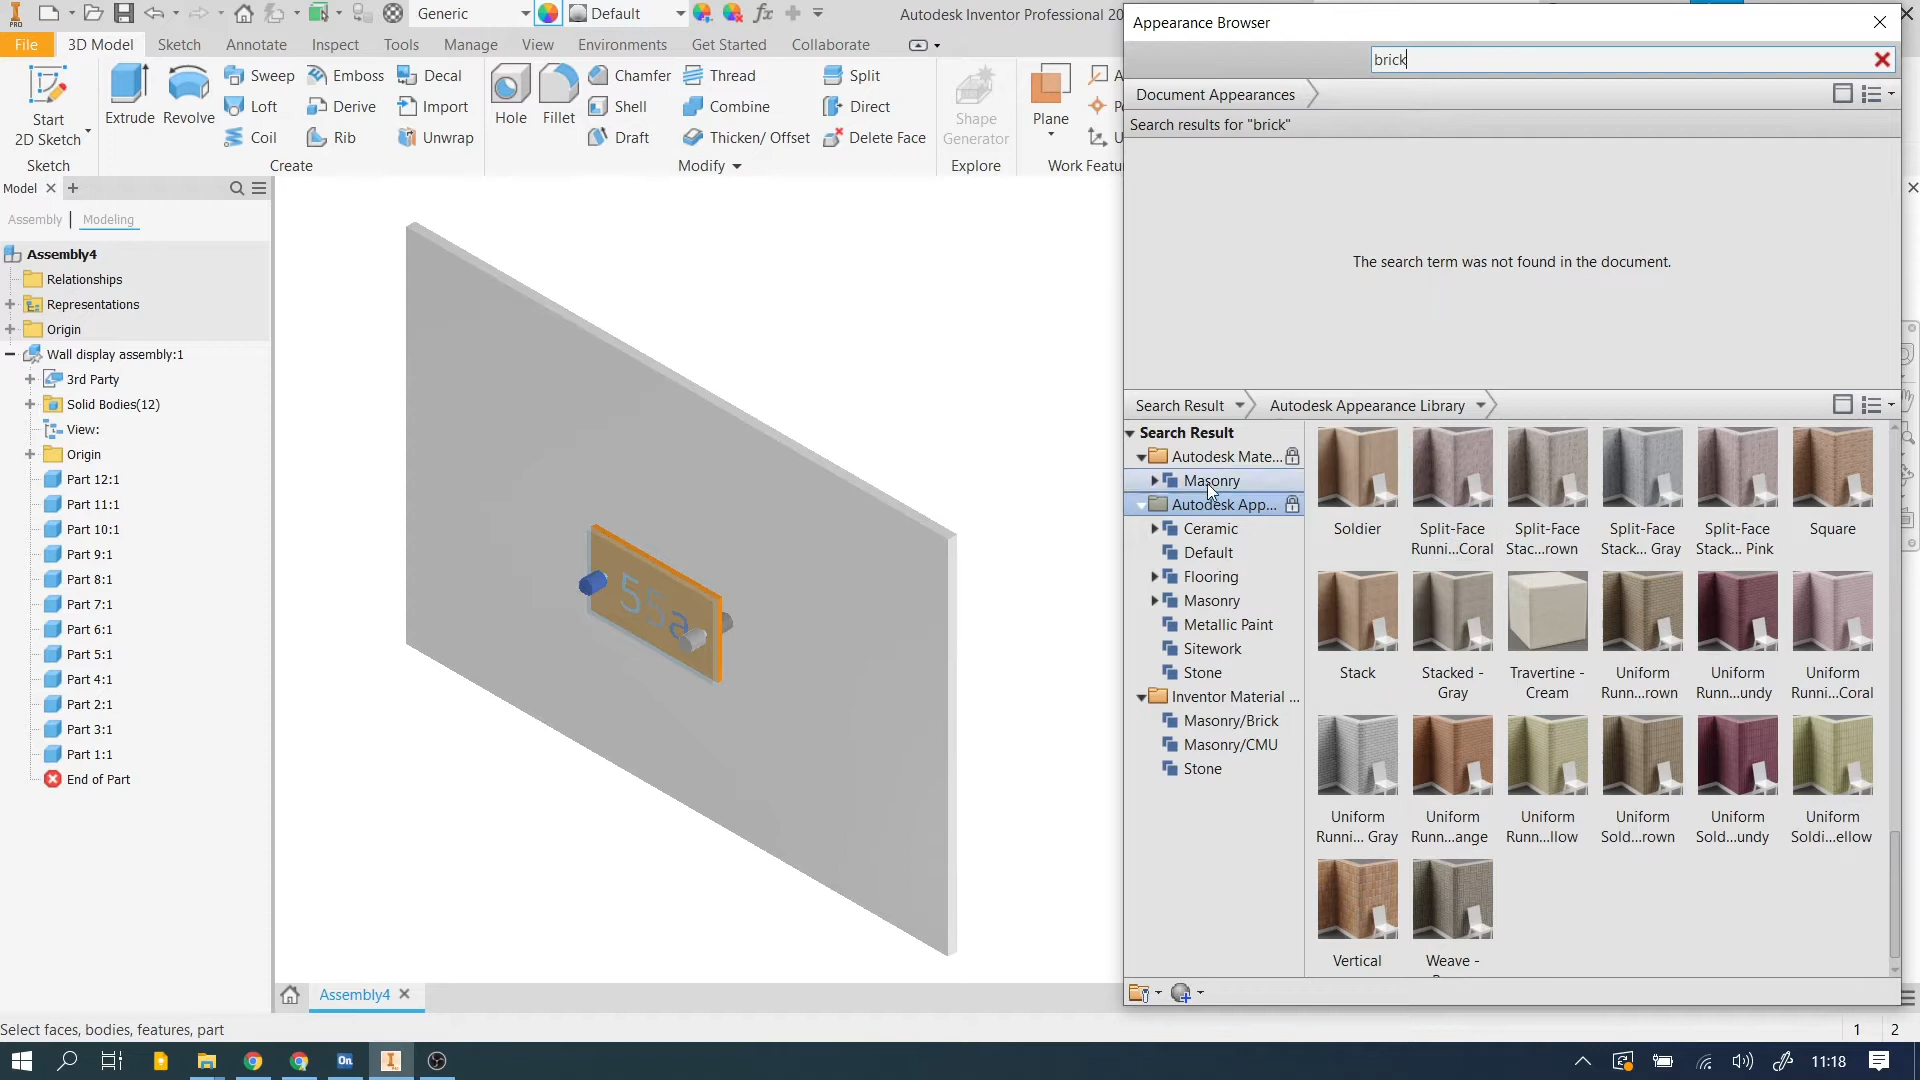 Generic
Default
fx
Autodesk Inventor Professional 20
File
3D Model
Sketch
Annotate
Inspect
Tools
Manage
View
Environments
Get Started
Collaborate
Start
2D Sketch
Sketch
Extrude
Revolve
Sweep
Loft
Coil
Emboss
Derive
Rib
Decal
Import
Unwrap
Create
Hole
Fillet
Chamfer
Shell
Draft
Thread
Combine
Thicken/ Offset
Split
Direct
Delete Face
Modify
Shape
Generator
Explore
Plane
Work Featu
Model
Assembly
Modeling
Assembly4
Relationships
Representations
Origin
Wall display assembly:1
3rd Party
Solid Bodies(12)
View:
Origin
Part 12:1
Part 11:1
Part 10:1
Part 9:1
Part 8:1
Part 7:1
Part 6:1
Part 5:1
Part 4:1
Part 2:1
Part 3:1
Part 1:1
End of Part
55a
Assembly4
Select faces, bodies, features, part
1
2
Appearance Browser
brick
Document Appearances
Search results for "brick"
The search term was not found in the document.
Search Result
Autodesk Appearance Library
Search Result
Autodesk Mate...
Masonry
Autodesk App...
Ceramic
Default
Flooring
Masonry
Metallic Paint
Sitework
Stone
Inventor Material ...
Masonry/Brick
Masonry/CMU
Stone
Soldier
Split-Face
Runni...Coral
Split-Face
Stac...rown
Split-Face
Stack... Gray
Split-Face
Stack... Pink
Square
Stack
Stacked -
Gray
Travertine -
Cream
Uniform
Runn...rown
Uniform
Runn...undy
Uniform
Runni...Coral
Uniform
Runni... Gray
Uniform
Runn...ange
Uniform
Runn...llow
Uniform
Sold...rown
Uniform
Sold...undy
Uniform
Soldi...ellow
Vertical
Weave -
11:18